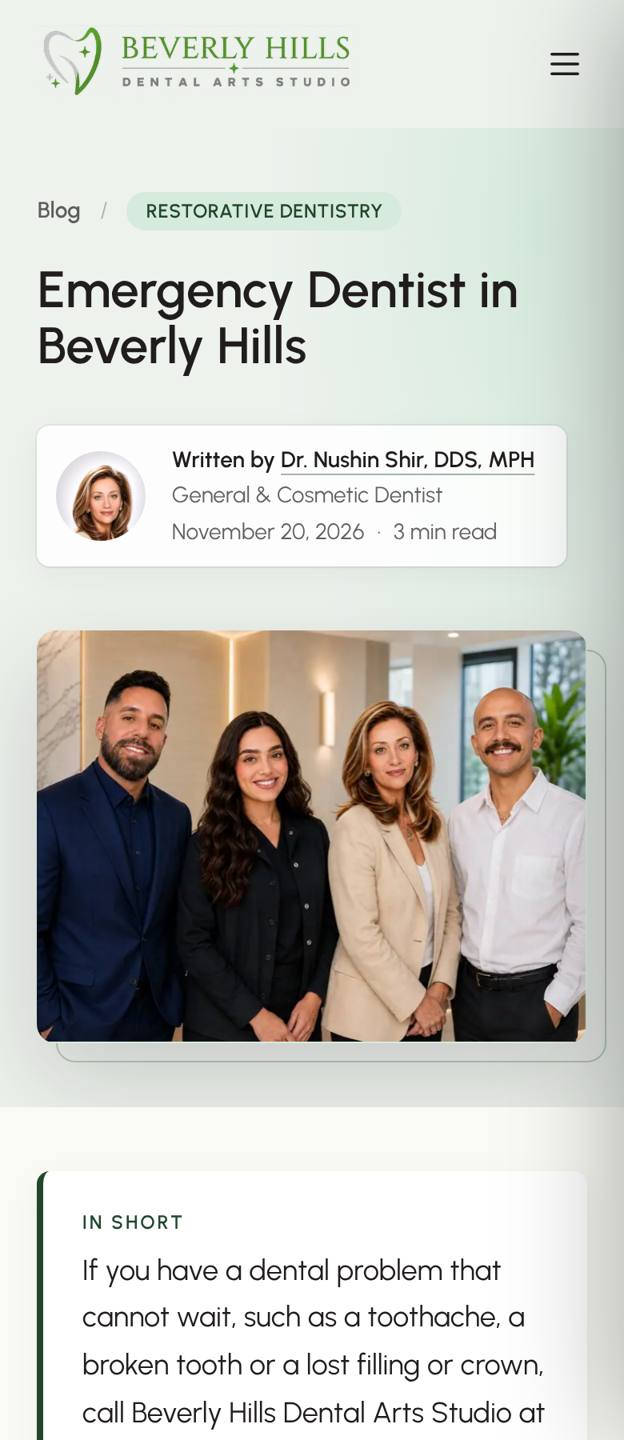 BEVERLY HILLS
DENTAL ARTS STUDIO
Blog / RESTORATIVE DENTISTRY
Emergency Dentist in
Beverly Hills
Written by Dr. Nushin Shir, DDS, MPH
General & Cosmetic Dentist
November 20, 2026 · 3 min read
IN SHORT
If you have a dental problem that
cannot wait, such as a toothache, a
broken tooth or a lost filling or crown,
call Beverly Hills Dental Arts Studio at